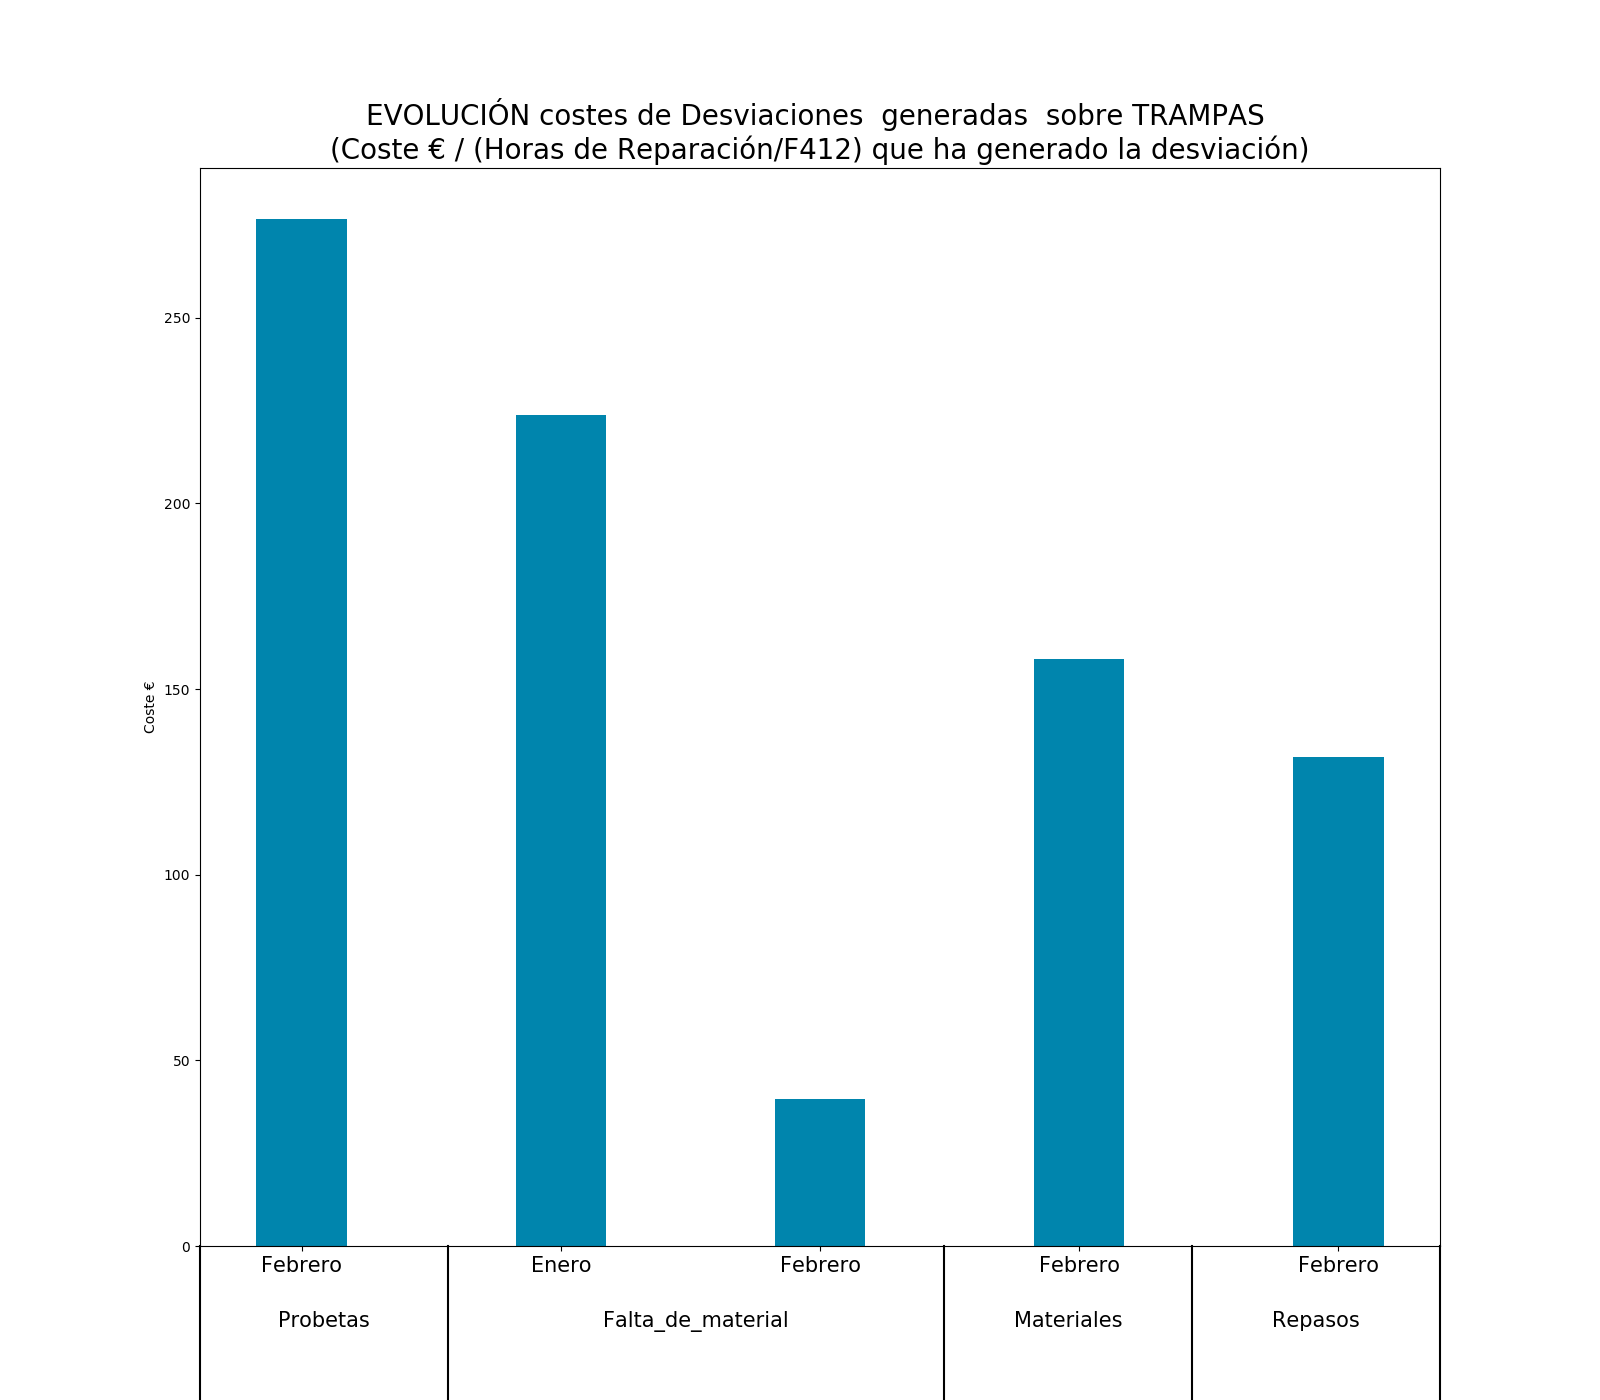 EVOLUCIÓN costes de Desviaciones  generadas  sobre TRAMPAS
(Coste € / (Horas de Reparación/F412) que ha generado la desviación)
250
200
150
100
50
0
Coste €
Febrero Enero Febrero Febrero Febrero
Probetas Falta_de_material Materiales Repasos